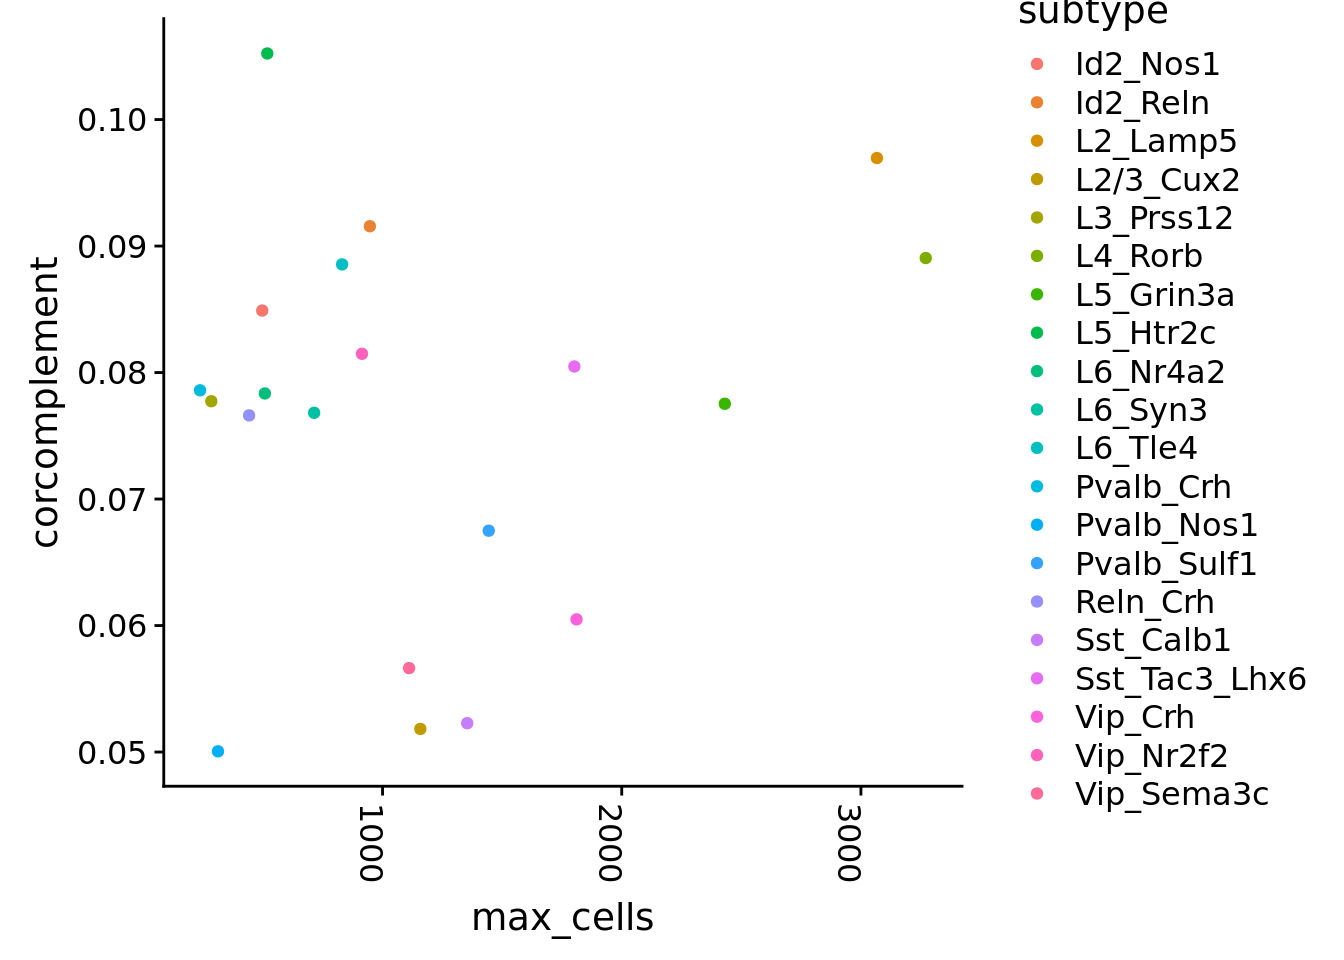 subtype
Id2_Nos1
Id2_Reln
L2_Lamp5
L2/3_Cux2
L3_Prss12
L4_Rorb
L5_Grin3a
L5_Htr2c
L6_Nr4a2
L6_Syn3
L6_Tle4
Pvalb_Crh
Pvalb_Nos1
Pvalb_Sulf1
Reln_Crh
Sst_Calb1
Sst_Tac3_Lhx6
Vip_Crh
Vip_Nr2f2
Vip_Sema3c
corcomplement
0.10
0.09
0.08
0.07
0.06
0.05
1000
2000
3000
max_cells